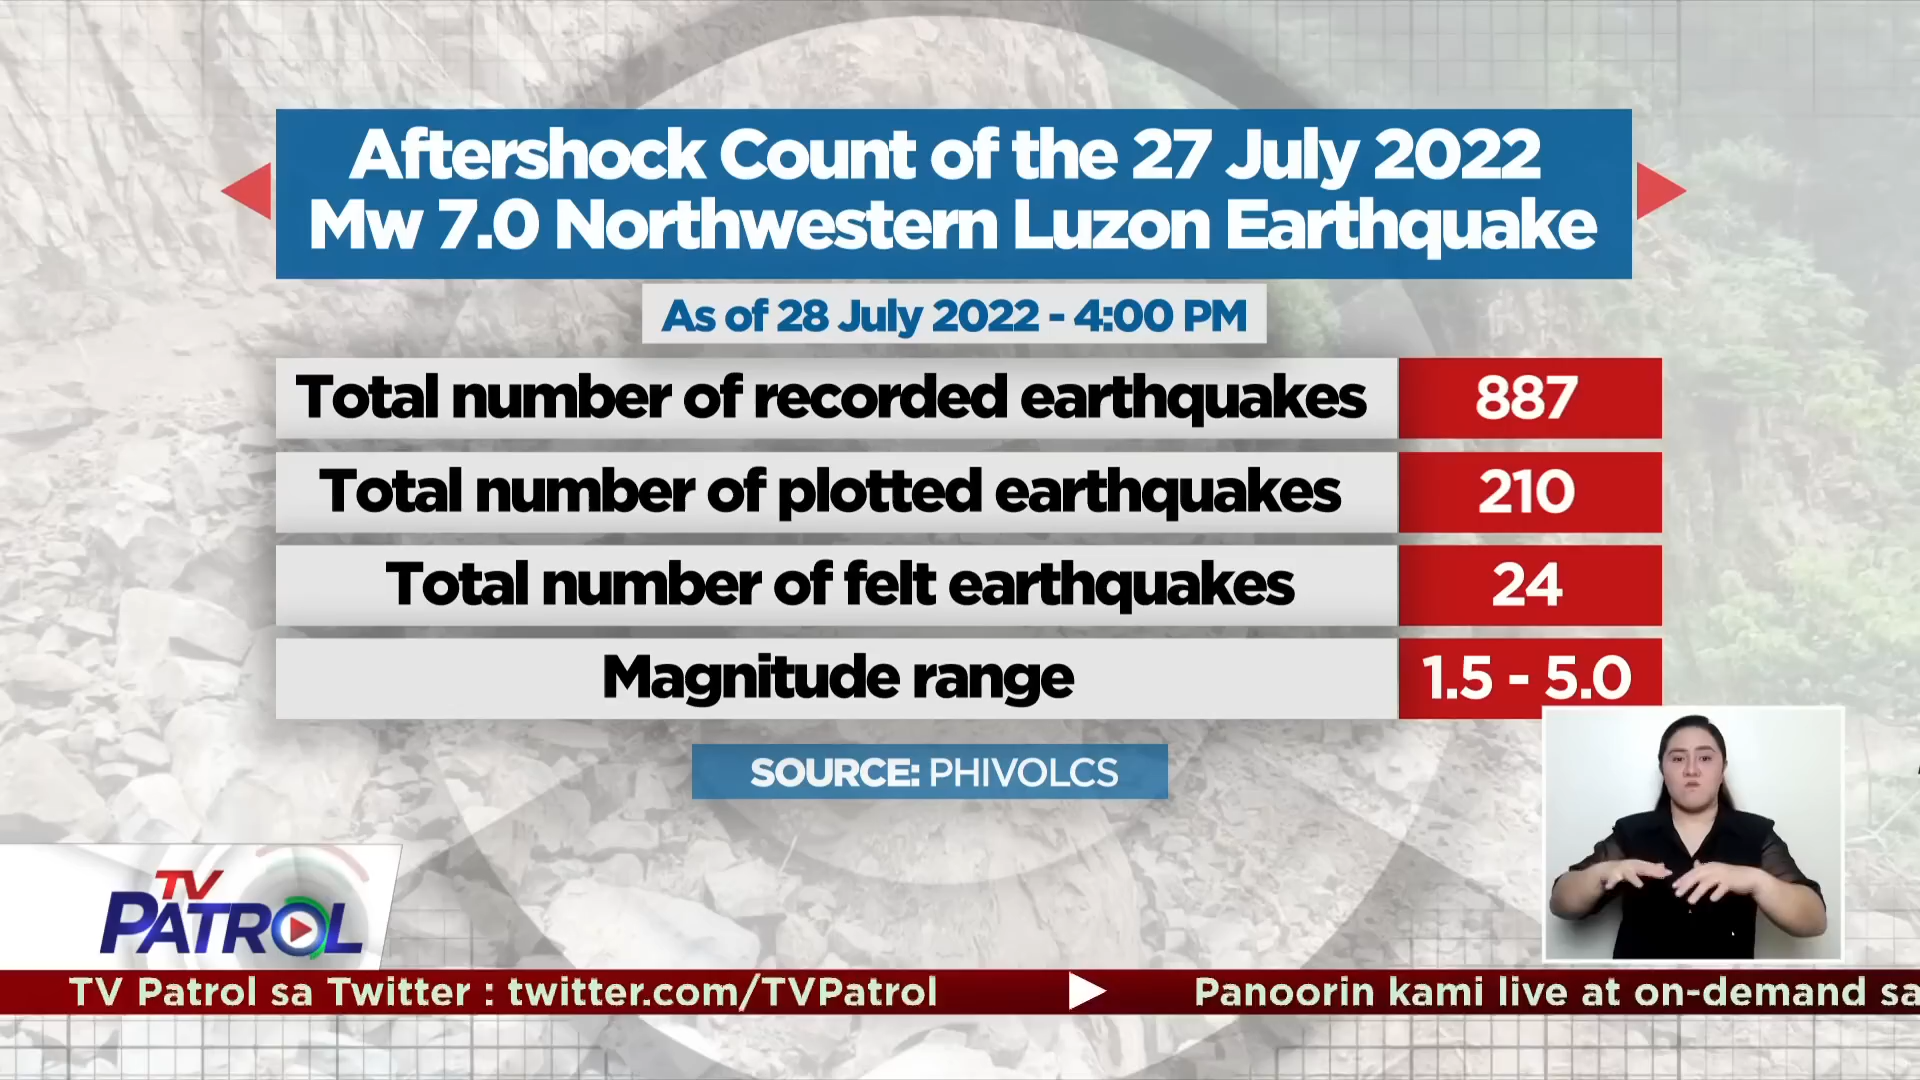 Aftershock Count of the 27 July 2022
Mw 7.0 Northwestern Luzon Earthquake
As of 28 July 2022 - 4:00 PM
Total number of recorded earthquakes 887
Total number of plotted earthquakes 210
Total number of felt earthquakes 24
Magnitude range 1.5 - 5.0
SOURCE: PHIVOLCS
TV
PATROL
TV Patrol sa Twitter : twitter.com/TVPatrol Panoorin kami live at on-demand sa